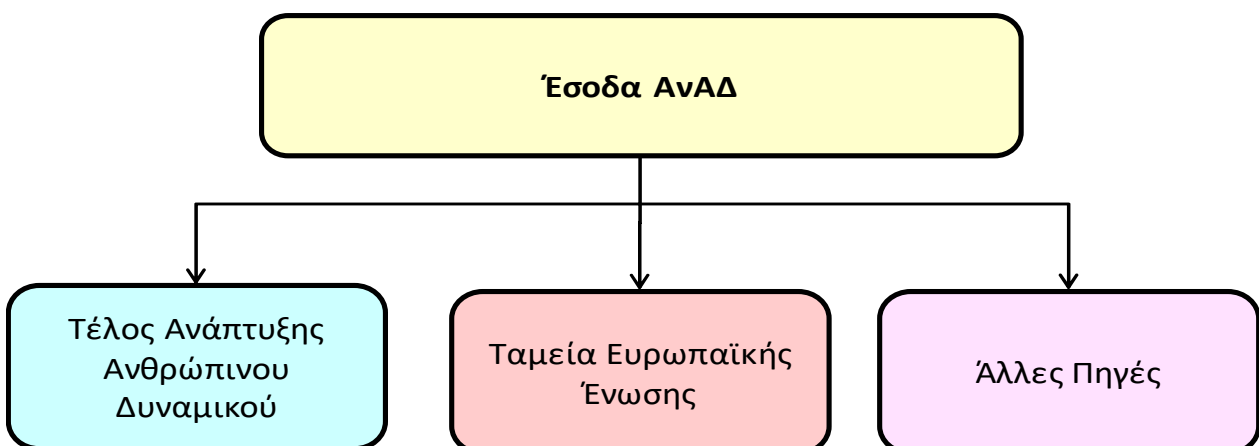 Έσοδα ΑνΑΔ
Τέλος Ανάπτυξης
Ανθρώπινου
Δυναμικού
Ταμεία Ευρωπαϊκής
Ένωσης
Άλλες Πηγές